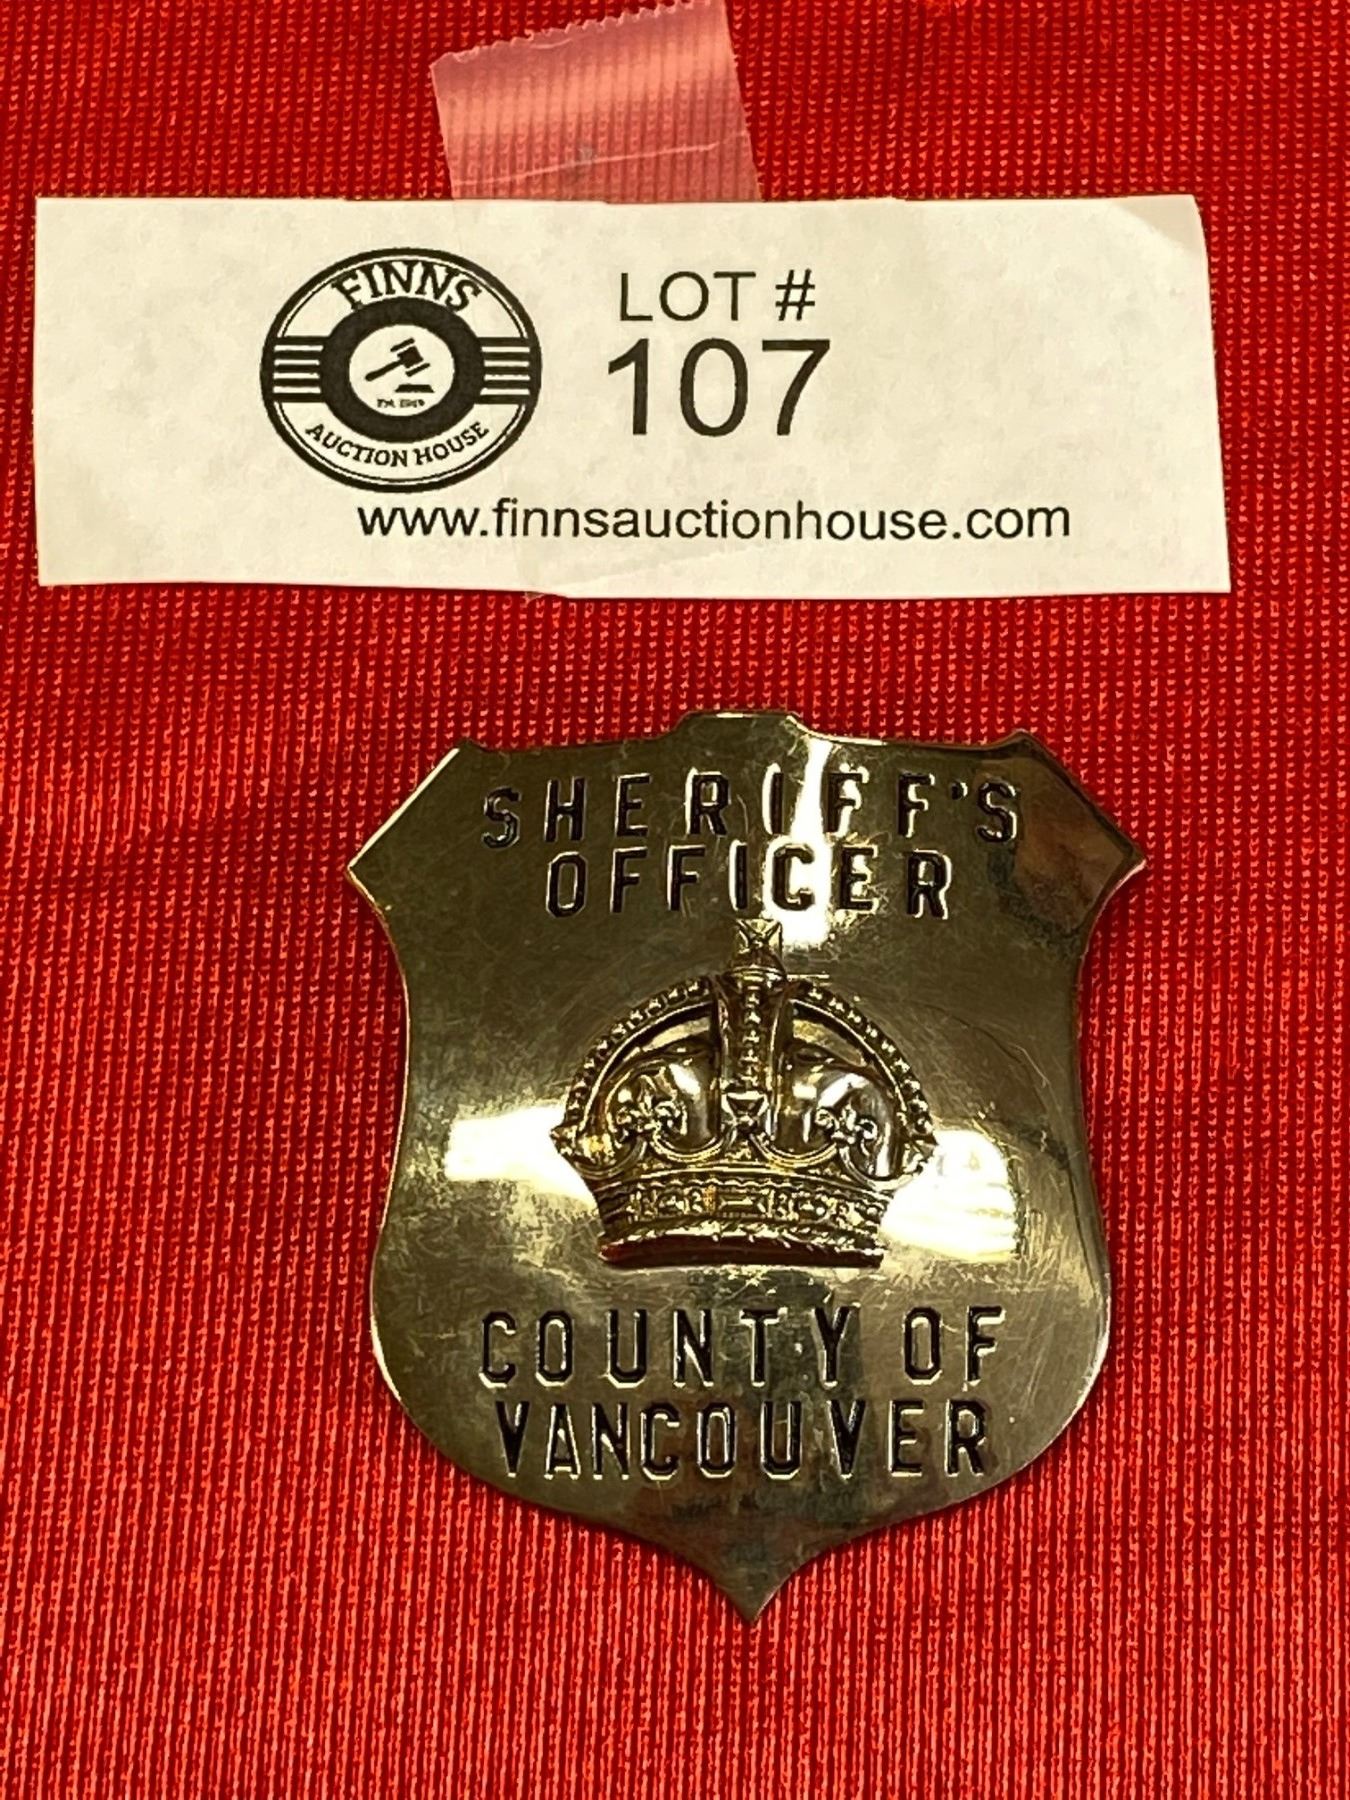 FINNS
AUCTION HOUSE
LOT #
107
www.finnsauctionhouse.com
SHERIFF'S
OFFICER
COUNTY OF
VANCOUVER